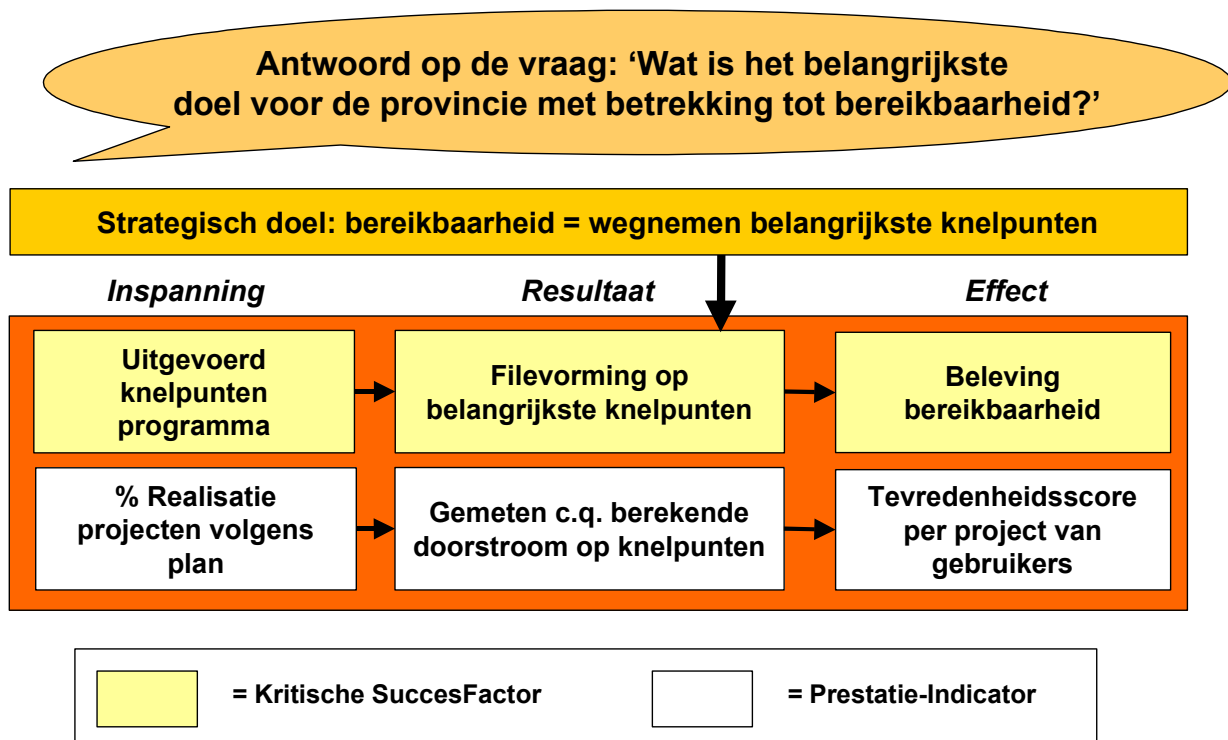 Antwoord op de vraag: ‘Wat is het belangrijkste
doel voor de provincie met betrekking tot bereikbaarheid?’
Strategisch doel: bereikbaarheid = wegnemen belangrijkste knelpunten
Inspanning
Resultaat
Effect
Uitgevoerd
knelpunten
programma
Filevorming op
belangrijkste knelpunten
Beleving
bereikbaarheid
% Realisatie
projecten volgens
plan
Gemeten c.q. berekende
doorstroom op knelpunten
Tevredenheidsscore
per project van
gebruikers
= Kritische SuccesFactor
= Prestatie-Indicator